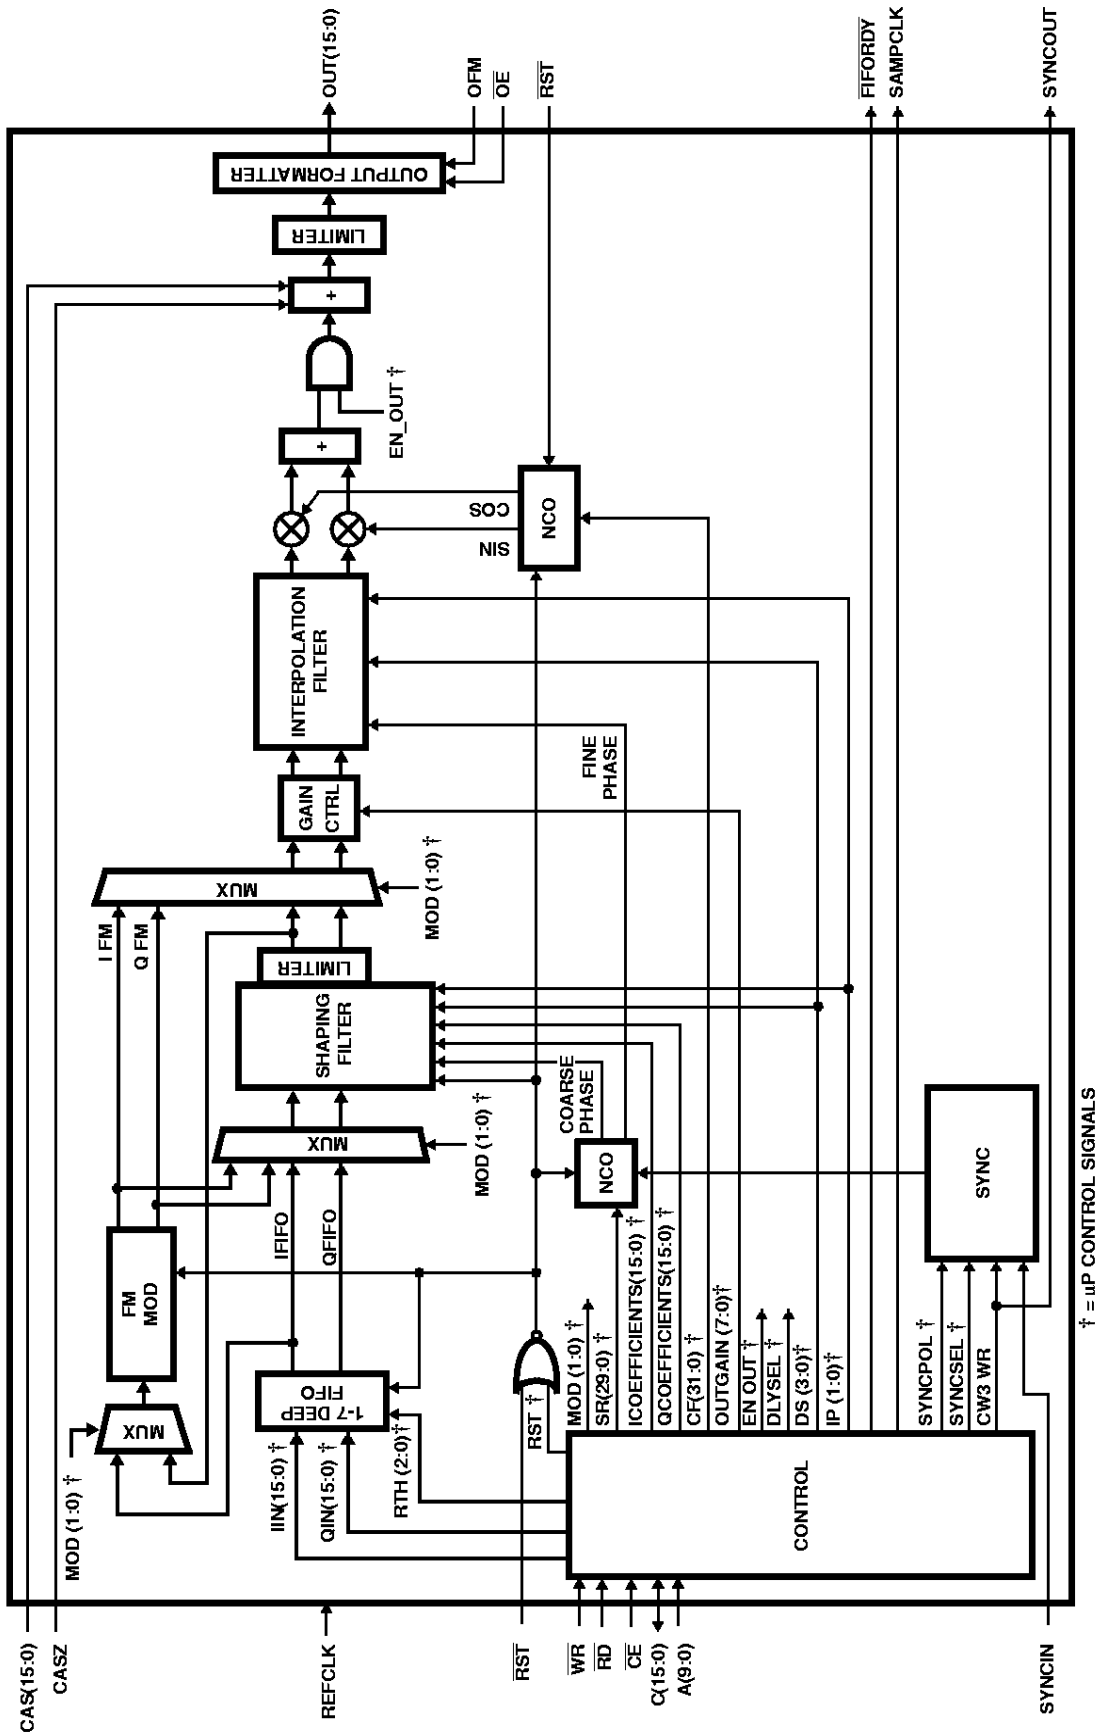 CAS(15:0)
CASZ
REFCLK
RST
WR
RD
CE
C(15:0)
A(9:0)
SYNCIN
MOD (1:0) †
MUX
FM
MOD
I FM
Q FM
IIN(15:0) †
QIN(15:0) †
RTH (2:0) †
1-7 DEEP
FIFO
IFIFO
QFIFO
MUX
MOD (1:0) †
SHAPING
FILTER
LIMITER
MUX
MOD (1:0) †
GAIN
CTRL
INTERPOLATION
FILTER
+
EN_OUT †
+
LIMITER
OUTPUT FORMATTER
OUT(15:0)
OFM
OE
RST
SIN
COS
NCO
RST †
COARSE
PHASE
FINE
PHASE
NCO
CONTROL
MOD (1:0) †
SR(29:0) †
ICOEFFICIENTS(15:0) †
QCOEFFICIENTS(15:0) †
CF(31:0) †
OUTGAIN (7:0)†
EN OUT †
DLYSEL †
DS (3:0)†
IP (1:0)†
SYNCPOL †
SYNCSEL †
CW3 WR
SYNC
FIFORDY
SAMPCLK
SYNCOUT
† = µP CONTROL SIGNALS